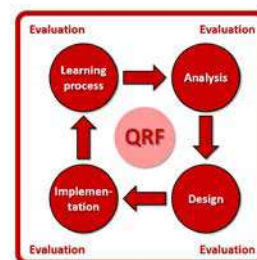 Evaluation Evaluation
Learning
process
Analysis
QRF
Implemen-
tation
Design
Evaluation Evaluation